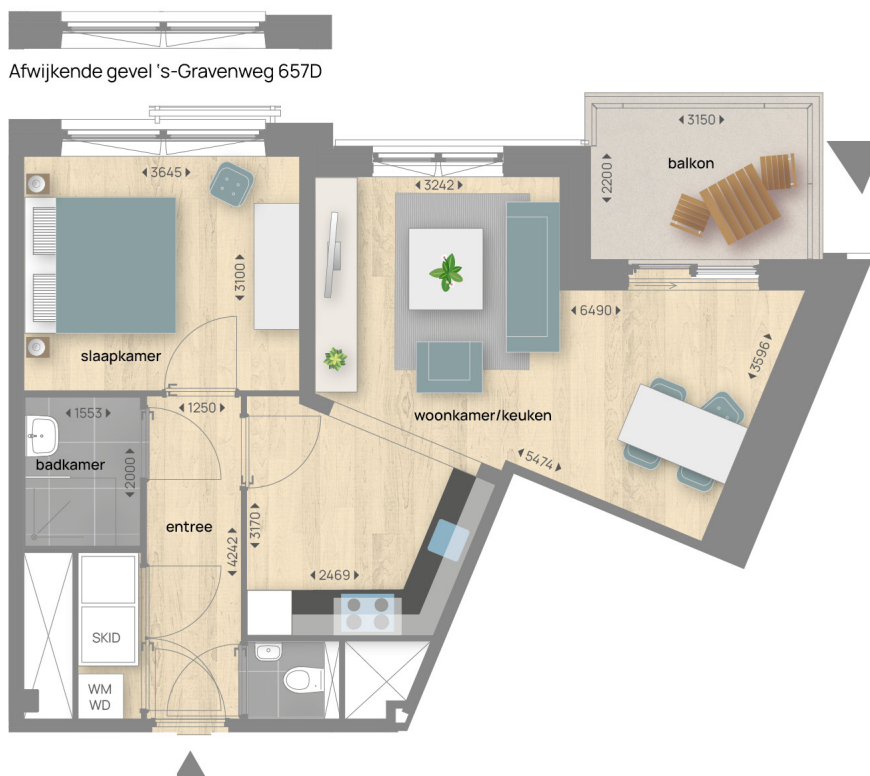 Afwijkende gevel 's-Gravenweg 657D
3150
balkon
2200
3645
3242
3100
6490
3596
slaapkamer
1553
1250
woonkamer/keuken
badkamer
2000
5474
entree
3170
4242
2469
SKID
WM
WD